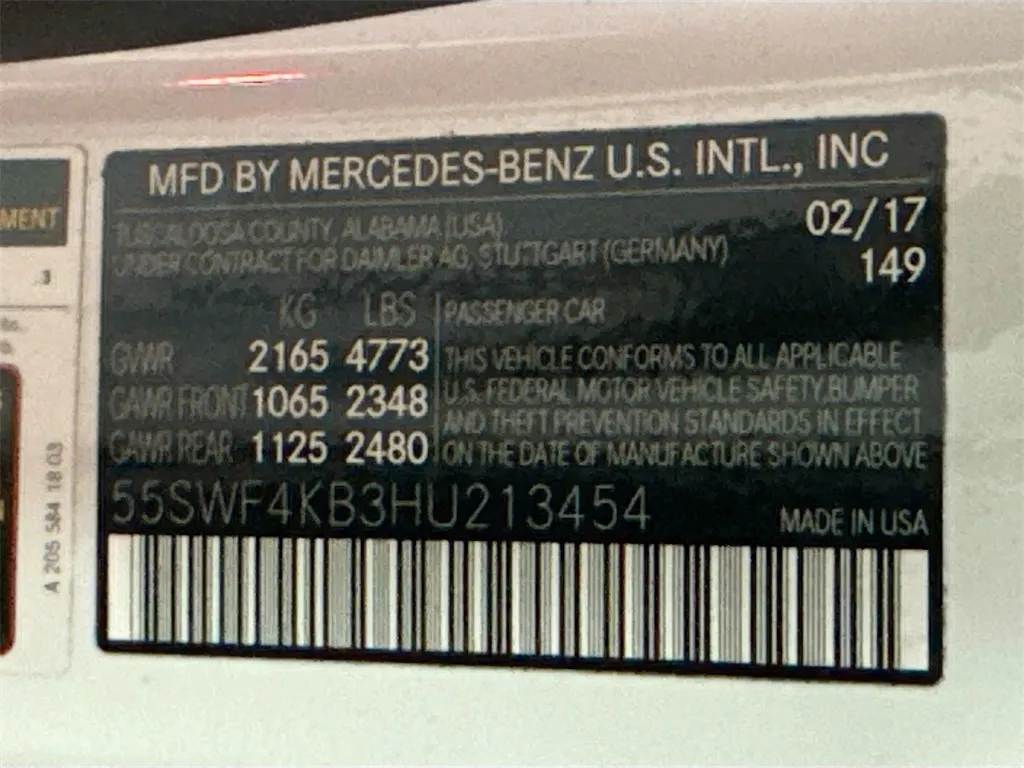 MFD BY MERCEDES-BENZ U.S. INTL., INC
TUSCALOOSA COUNTY, ALABAMA (USA)
02/17
UNDER CONTRACT FOR DAIMLER AG, STUTTGART (GERMANY)
149
KG LBS
GVWR 2165 4773
GAWR FRONT 1065 2348
GAWR REAR 1125 2480
PASSENGER CAR
THIS VEHICLE CONFORMS TO ALL APPLICABLE
U.S. FEDERAL MOTOR VEHICLE SAFETY,BUMPER
AND THEFT PREVENTION STANDARDS IN EFFECT
ON THE DATE OF MANUFACTURE SHOWN ABOVE
55SWF4KB3HU213454
MADE IN USA
MENT
.3
A 205 584 18 03